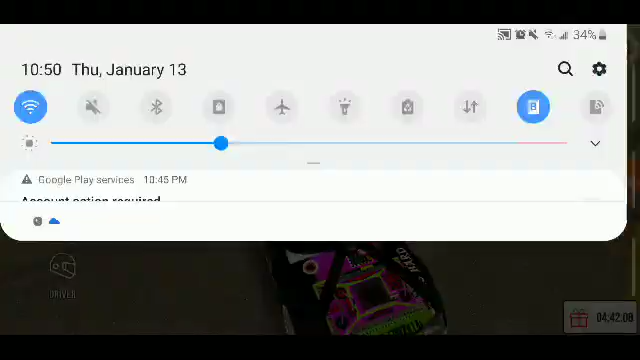 34%
10:50 Thu, January 13
B
Google Play services 10:45 PM
Account action required
HARD
DRIVER
04:42:08